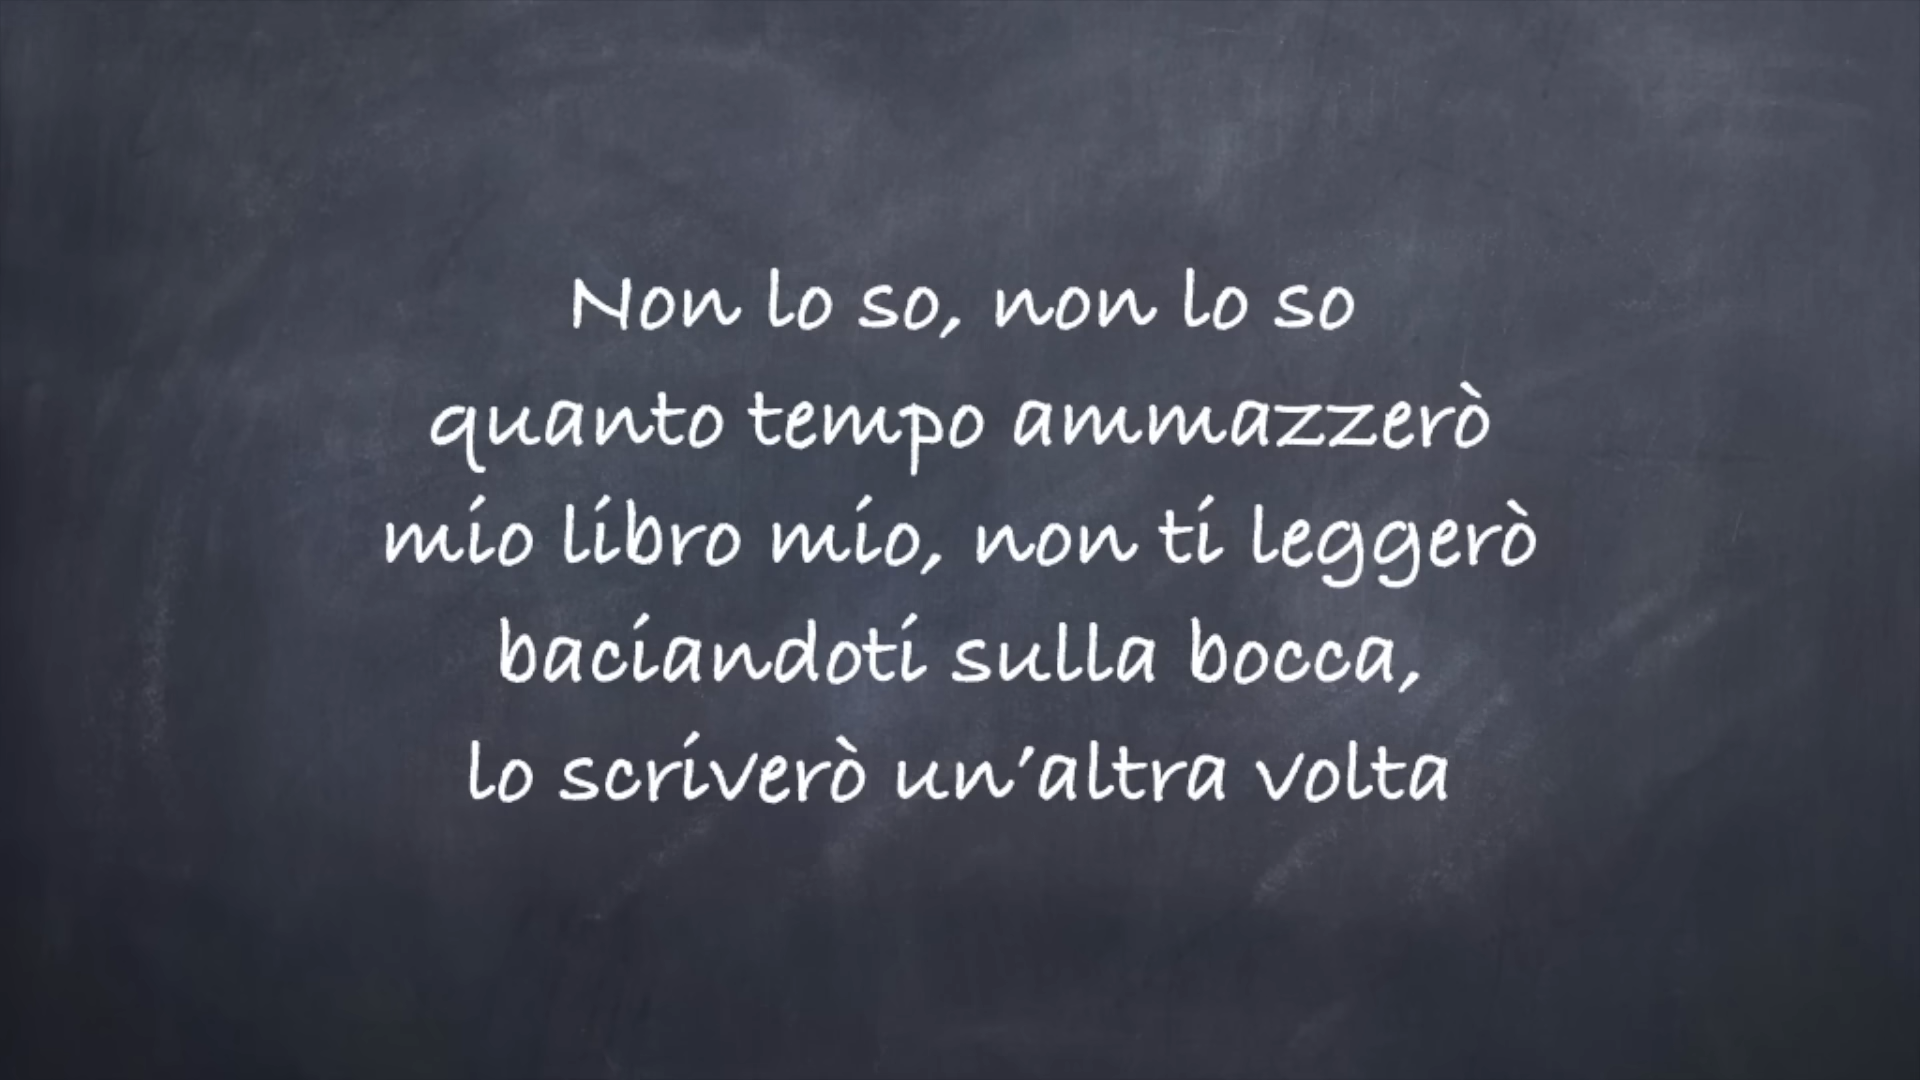 Non lo so, non lo so
quanto tempo ammazzerò
mio libro mio, non ti leggerò
baciandoti sulla bocca,
lo scriverò un’altra volta